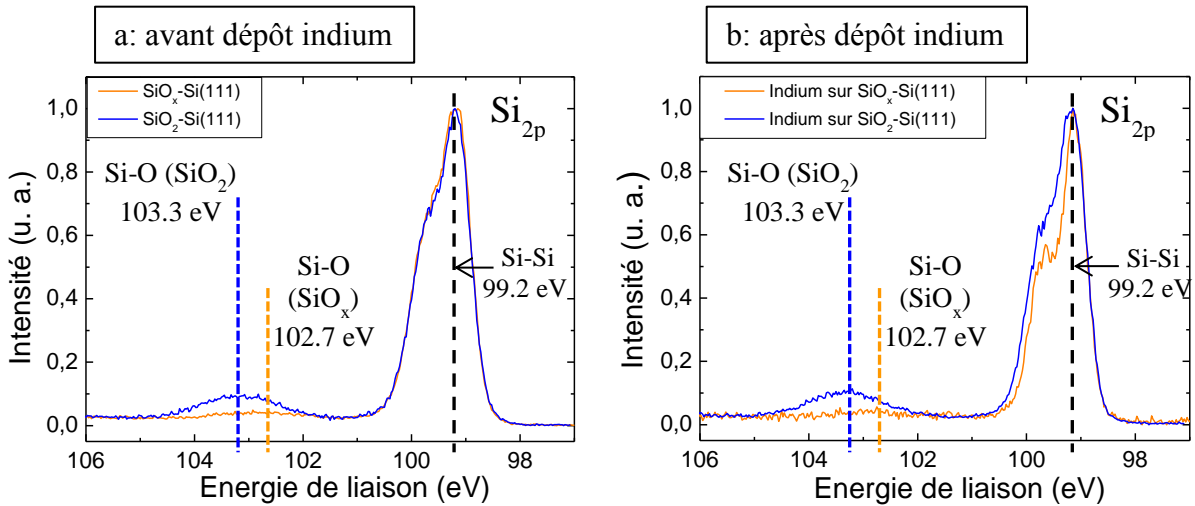 a: avant dépôt indium
SiOx-Si(111)
SiO2-Si(111)
Si2p
Si-O (SiO2)
103.3 eV
Si-O
(SiOx)
102.7 eV
Si-Si
99.2 eV
1,0
0,8
0,6
0,4
0,2
0,0
Intensité (u. a.)
106
104
102
100
98
Energie de liaison (eV)
b: après dépôt indium
Indium sur SiOx-Si(111)
Indium sur SiO2-Si(111)
Si2p
Si-O (SiO2)
103.3 eV
Si-O
(SiOx)
102.7 eV
Si-Si
99.2 eV
1,0
0,8
0,6
0,4
0,2
0,0
Intensité (u. a.)
106
104
102
100
98
Energie de liaison (eV)